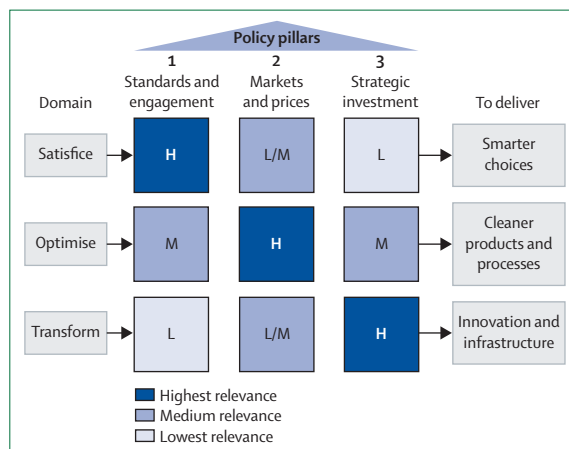 Policy pillars
1 2 3
Domain
Standards and
engagement
Markets
and prices
Strategic
investment
To deliver
Satisfice
H
L/M
L
Smarter
choices
Optimise
M
H
M
Cleaner
products and
processes
Transform
L
L/M
H
Innovation and
infrastructure
Highest relevance
Medium relevance
Lowest relevance